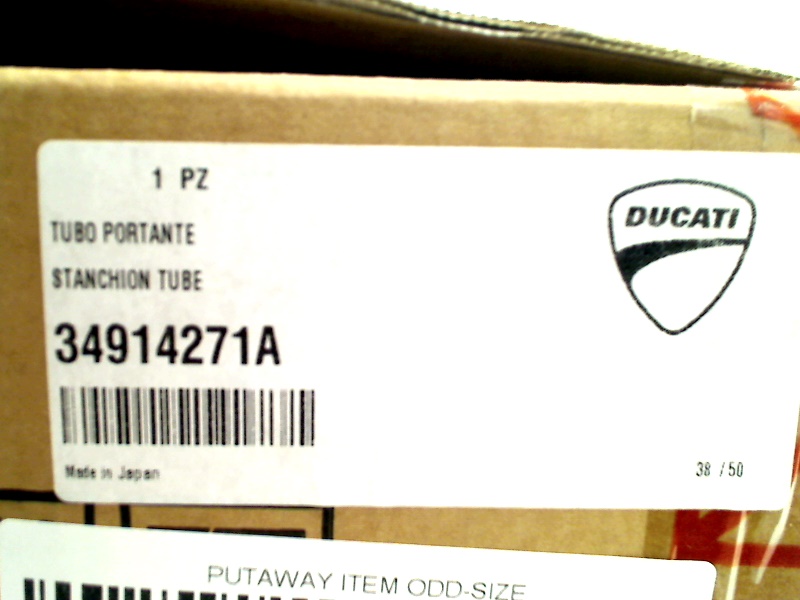 1 PZ
DUCATI
TUBO PORTANTE
STANCHION TUBE
34914271A
Made in Japan
38 / 50
PUTAWAY ITEM ODD-SIZE